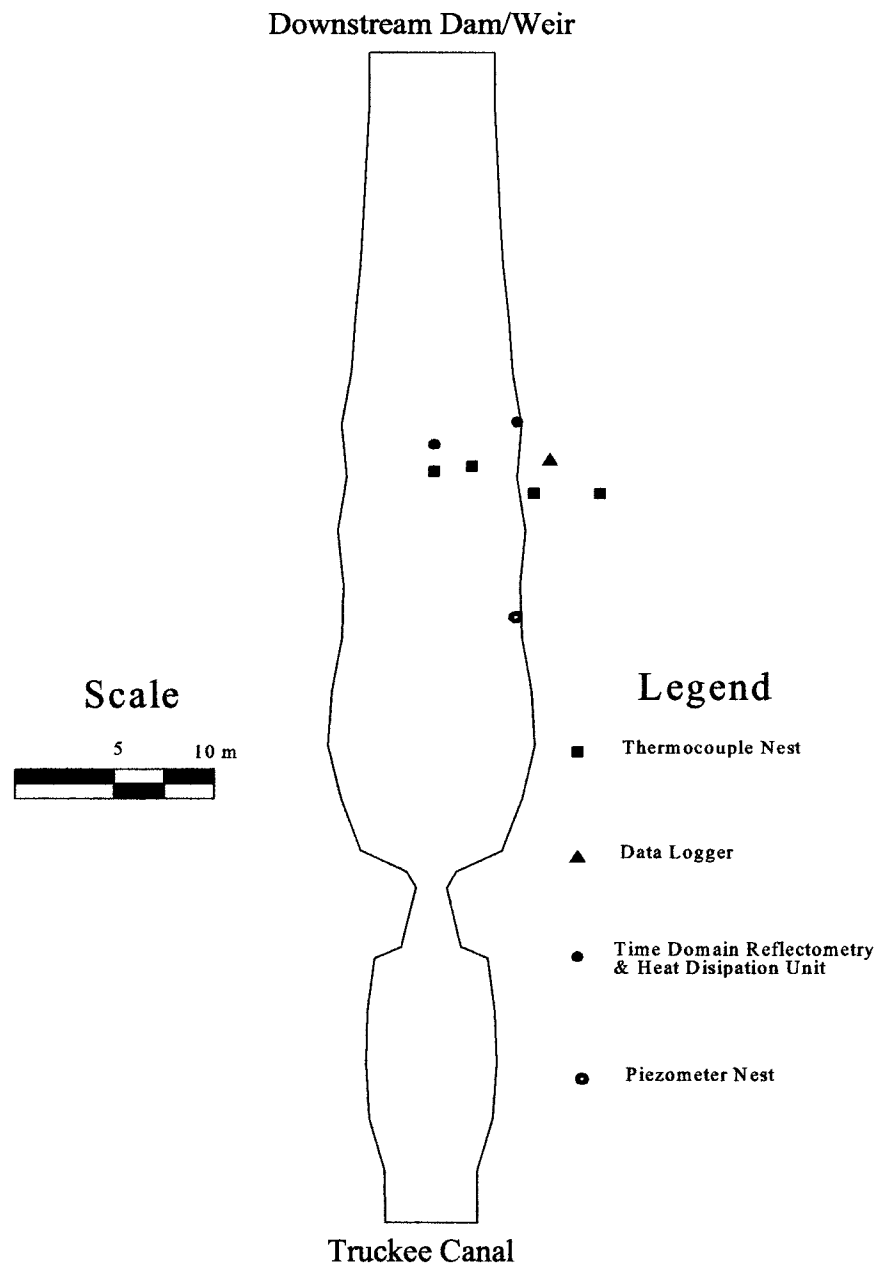 Downstream Dam/Weir
Scale
5 10 m
Legend
Thermocouple Nest
Data Logger
Time Domain Reflectometry
& Heat Disipation Unit
Piezometer Nest
Truckee Canal